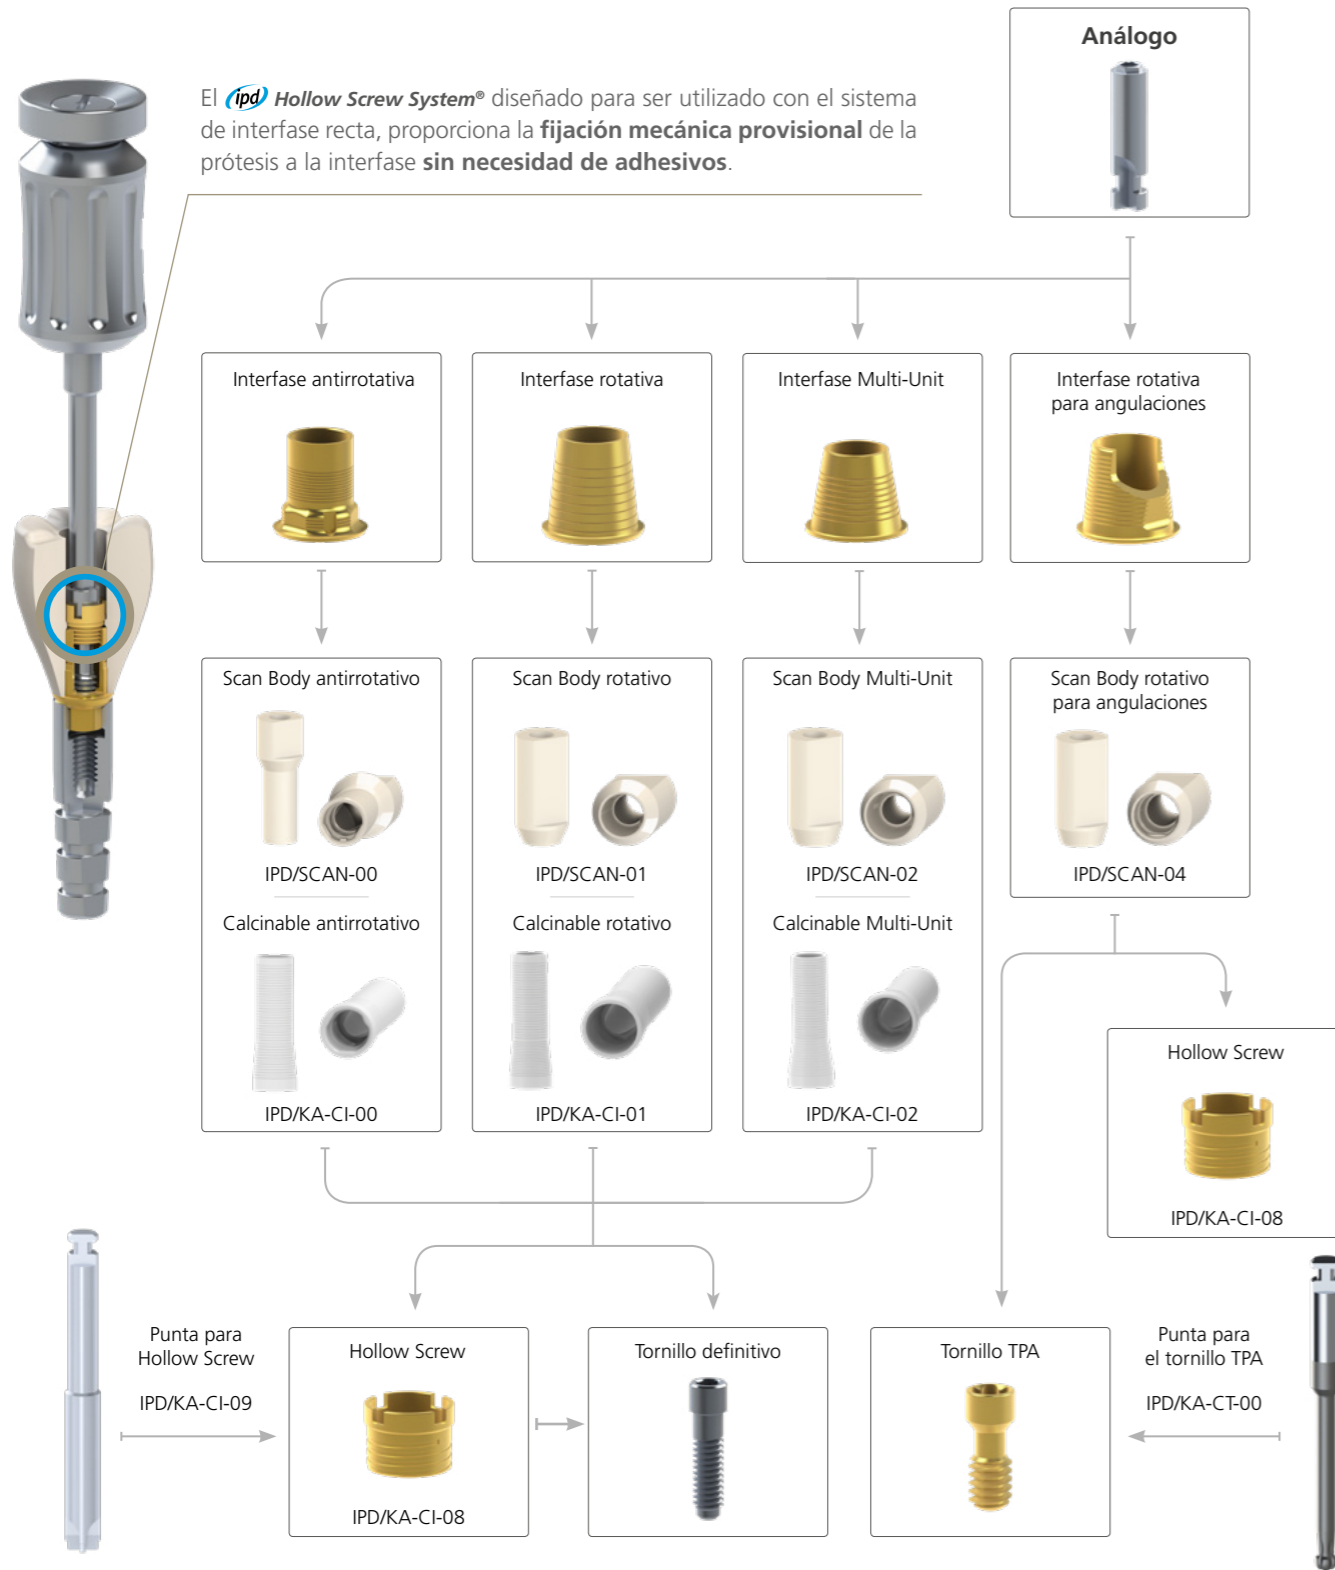 Análogo
El ipd Hollow Screw System® diseñado para ser utilizado con el sistema
de interfase recta, proporciona la fijación mecánica provisional de la
prótesis a la interfase sin necesidad de adhesivos.
Interfase antirrotativa
Interfase rotativa
Interfase Multi-Unit
Interfase rotativa
para angulaciones
Scan Body antirrotativo
IPD/SCAN-00
Calcinable antirrotativo
IPD/KA-CI-00
Scan Body rotativo
IPD/SCAN-01
Calcinable rotativo
IPD/KA-CI-01
Scan Body Multi-Unit
IPD/SCAN-02
Calcinable Multi-Unit
IPD/KA-CI-02
Scan Body rotativo
para angulaciones
IPD/SCAN-04
Hollow Screw
IPD/KA-CI-08
Punta para
Hollow Screw
IPD/KA-CI-09
Hollow Screw
IPD/KA-CI-08
Tornillo definitivo
Tornillo TPA
Punta para
el tornillo TPA
IPD/KA-CT-00